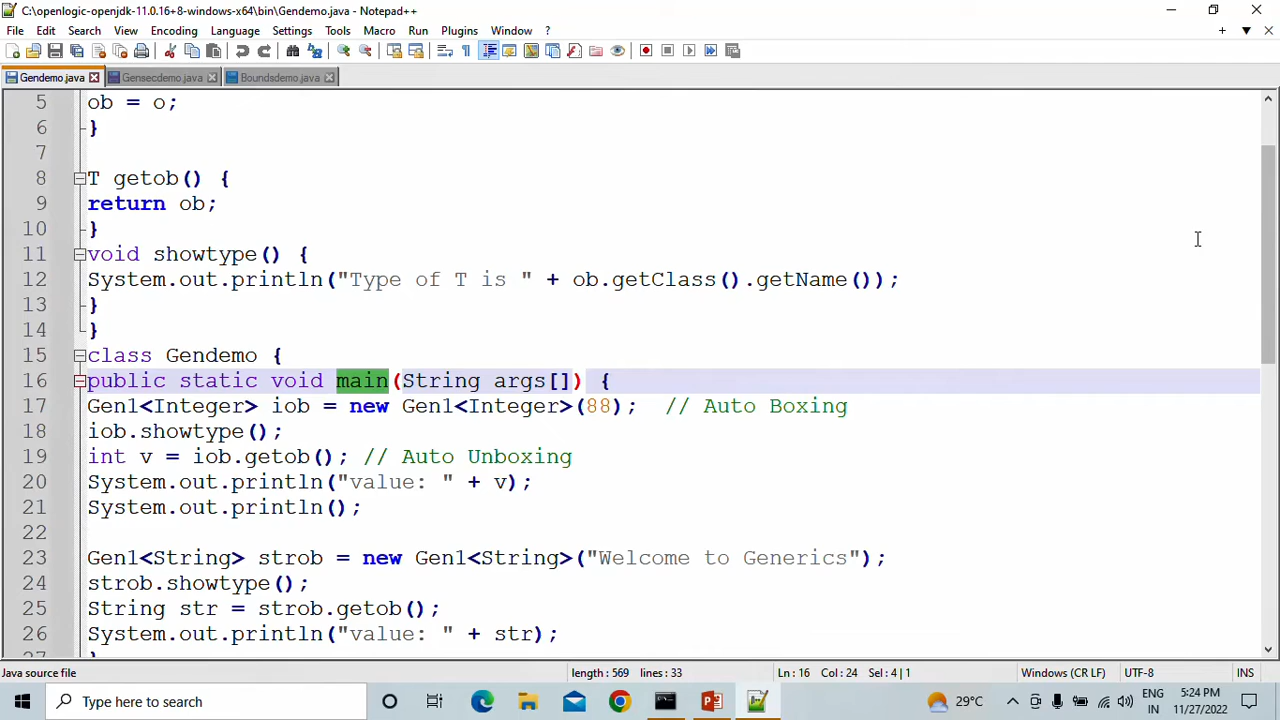 C:\openlogic-openjdk-11.0.16+8-windows-x64\bin\Gendemo.java - Notepad++
File Edit Search View Encoding Language Settings Tools Macro Run Plugins Window ?
Gendemo.java Gensecdemo.java Boundsdemo.java
5 ob = o;
6 }
7
8 T getob() {
9 return ob;
10 }
11 void showtype() {
12 System.out.println("Type of T is " + ob.getClass().getName());
13 }
14 }
15 class Gendemo {
16 public static void main(String args[]) {
17 Gen1<Integer> iob = new Gen1<Integer>(88); // Auto Boxing
18 iob.showtype();
19 int v = iob.getob(); // Auto Unboxing
20 System.out.println("value: " + v);
21 System.out.println();
22
23 Gen1<String> strob = new Gen1<String>("Welcome to Generics");
24 strob.showtype();
25 String str = strob.getob();
26 System.out.println("value: " + str);
Java source file length : 569 lines : 33 Ln : 16 Col : 24 Sel : 4 | 1 Windows (CR LF) UTF-8 INS
Type here to search 29°C ENG 5:24 PM
IN 11/27/2022